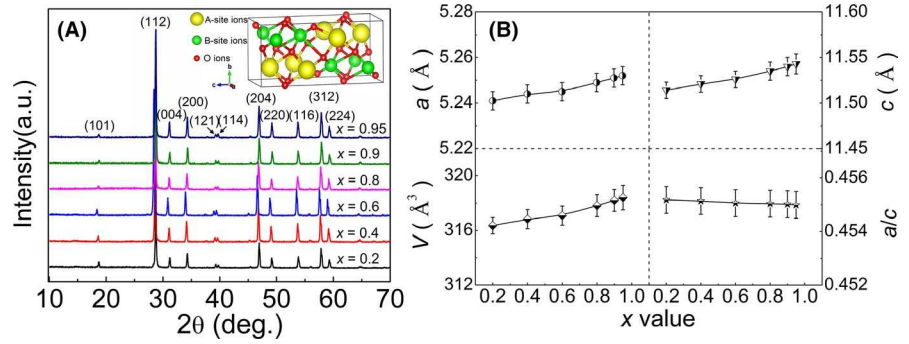 (A)
(112)
A-site ions
B-site ions
O ions
b
c
(101)
(004)
(200)
(121)
(114)
(204)
(220)
(116)
(312)
(224)
x = 0.95
x = 0.9
x = 0.8
x = 0.6
x = 0.4
x = 0.2
Intensity(a.u.)
10 20 30 40 50 60 70
2θ (deg.)
(B)
5.28
5.26
5.24
5.22
a ( Å )
11.60
11.55
11.50
11.45
c ( Å )
320
316
312
V ( Å³ )
0.456
0.454
0.452
a/c
0.2 0.4 0.6 0.8 1.0 0.2 0.4 0.6 0.8 1.0
x value